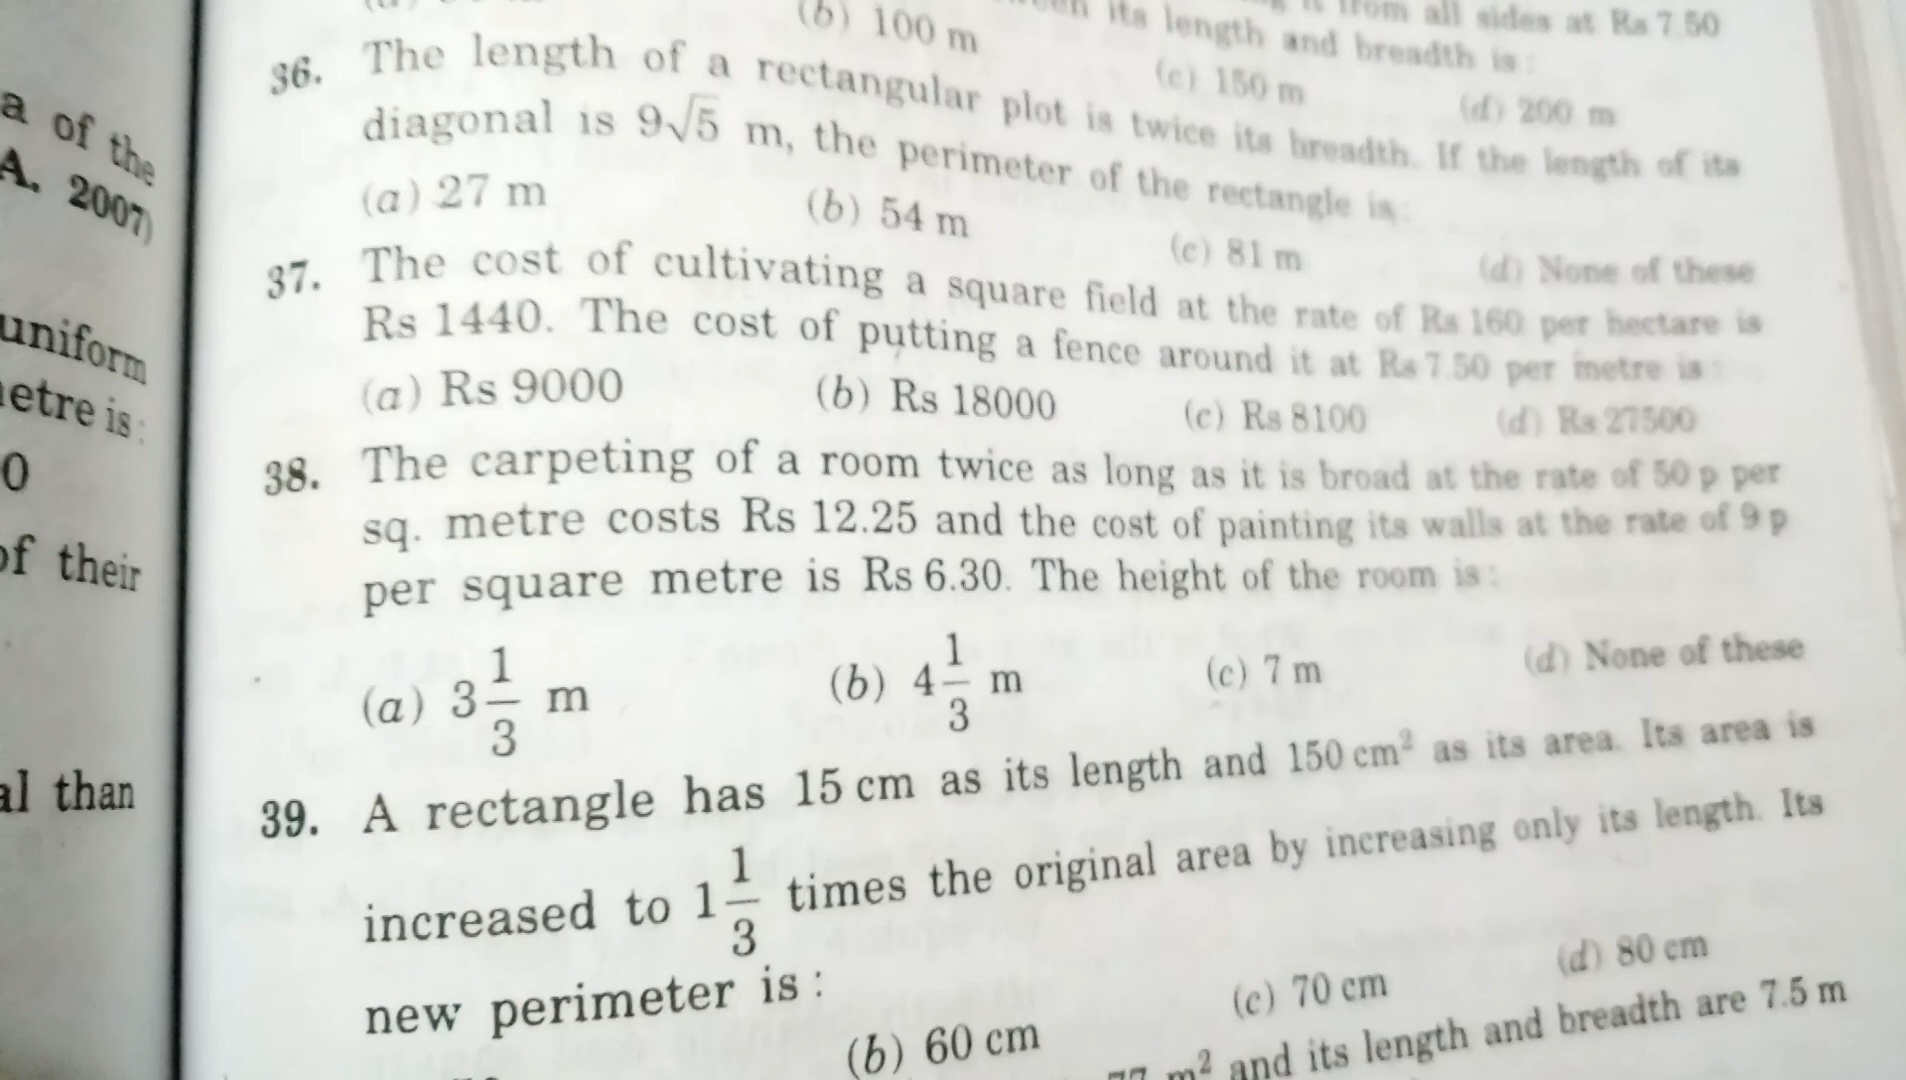 a of the
A. 2007)
uniform
etre is:
0
of their
al than
from all sides at Rs 7.50
its length and breadth is:
(b) 100 m (c) 150 m (d) 200 m
36. The length of a rectangular plot is twice its breadth. If the length of its
diagonal is 9√5 m, the perimeter of the rectangle is:
(a) 27 m (b) 54 m (c) 81 m (d) None of these
37. The cost of cultivating a square field at the rate of Rs 160 per hectare is
Rs 1440. The cost of putting a fence around it at Rs 7.50 per metre is:
(a) Rs 9000 (b) Rs 18000 (c) Rs 8100 (d) Rs 27500
38. The carpeting of a room twice as long as it is broad at the rate of 50 p per
sq. metre costs Rs 12.25 and the cost of painting its walls at the rate of 9 p
per square metre is Rs 6.30. The height of the room is:
(a) 3 1/3 m (b) 4 1/3 m (c) 7 m (d) None of these
39. A rectangle has 15 cm as its length and 150 cm² as its area. Its area is
increased to 1 1/3 times the original area by increasing only its length. Its
new perimeter is:
(b) 60 cm (c) 70 cm (d) 80 cm
m² and its length and breadth are 7.5 m